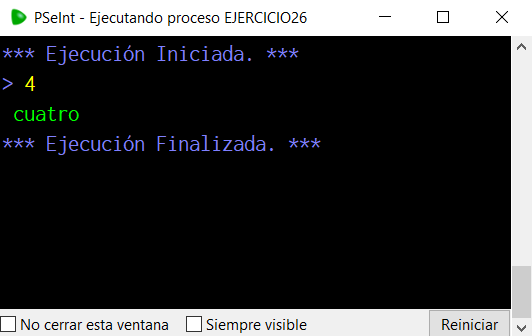 PSeInt - Ejecutando proceso EJERCICIO26
*** Ejecución Iniciada. ***
> 4
cuatro
*** Ejecución Finalizada. ***
No cerrar esta ventana Siempre visible Reiniciar